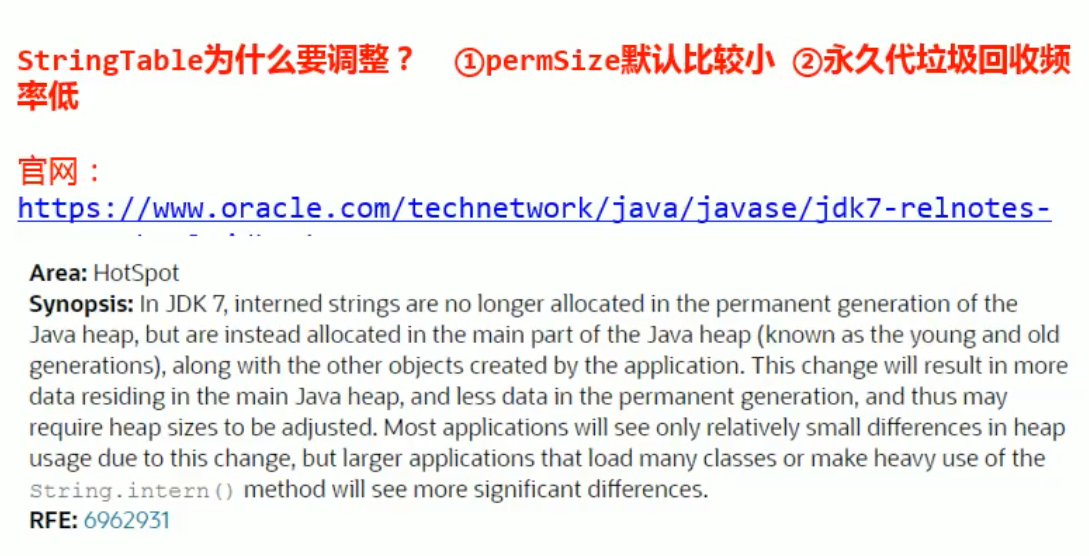 StringTable为什么要调整？ ①permSize默认比较小 ②永久代垃圾回收频
率低
官网：
https://www.oracle.com/technetwork/java/javase/jdk7-relnotes-
Area: HotSpot
Synopsis: In JDK 7, interned strings are no longer allocated in the permanent generation of the
Java heap, but are instead allocated in the main part of the Java heap (known as the young and old
generations), along with the other objects created by the application. This change will result in more
data residing in the main Java heap, and less data in the permanent generation, and thus may
require heap sizes to be adjusted. Most applications will see only relatively small differences in heap
usage due to this change, but larger applications that load many classes or make heavy use of the
String.intern() method will see more significant differences.
RFE: 6962931